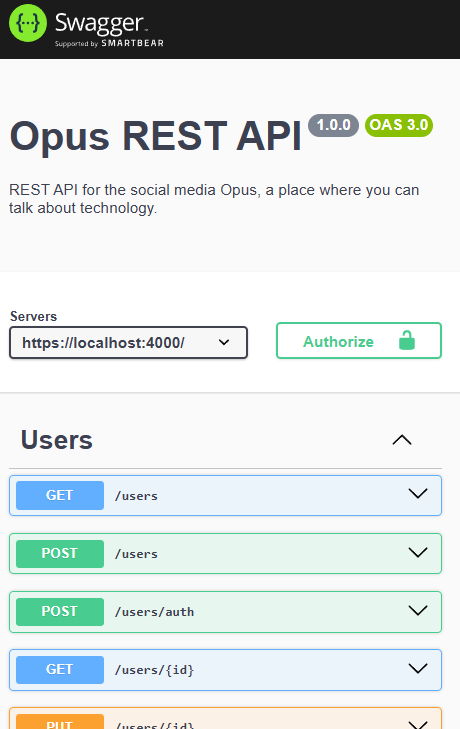 Swagger
Supported by SMARTBEAR
Opus REST API 1.0.0 OAS 3.0
REST API for the social media Opus, a place where you can
talk about technology.
Servers
https://localhost:4000/
Authorize
Users
GET /users
POST /users
POST /users/auth
GET /users/{id}
PUT /users/{id}